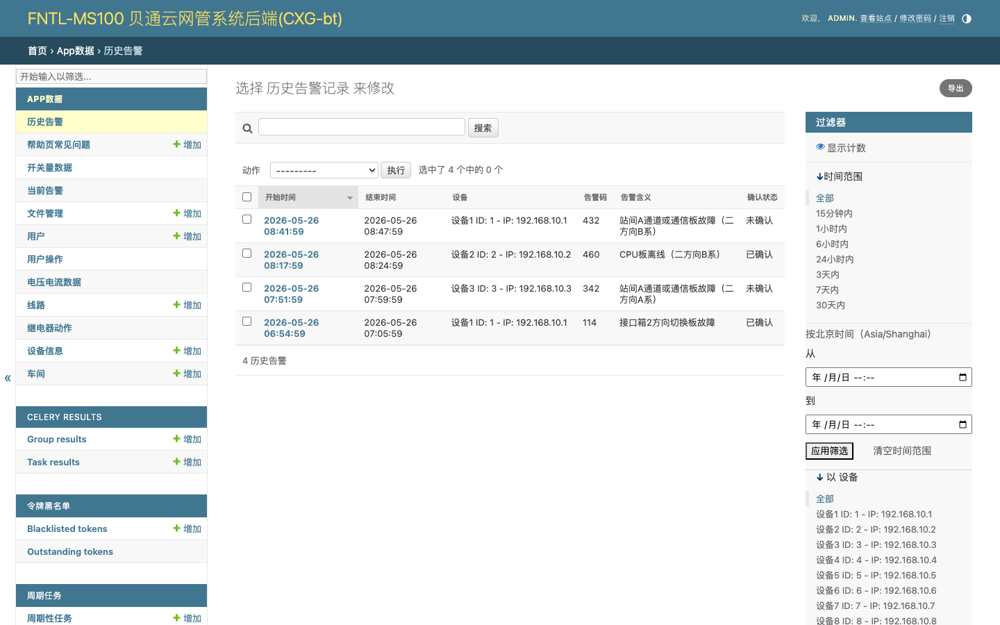 FNTL-MS100 贝通云网管系统后端(CXG-bt)
欢迎， ADMIN. 查看站点 / 修改密码 / 注销
首页 › App数据 › 历史告警
开始输入以筛选...
APP数据
历史告警
帮助页常见问题 增加
开关量数据
当前告警
文件管理 增加
用户 增加
用户操作
电压电流数据
线路 增加
继电器动作
设备信息 增加
车间 增加
«
CELERY RESULTS
Group results 增加
Task results 增加
令牌黑名单
Blacklisted tokens 增加
Outstanding tokens
周期任务
周期性任务 增加
选择 历史告警记录 来修改
导出
搜索
动作 --------- 执行 选中了 4 个中的 0 个
开始时间 结束时间 设备 告警码 告警含义 确认状态
2026-05-26 08:41:59 2026-05-26 08:47:59 设备1 ID: 1 - IP: 192.168.10.1 432 站间A通道或通信板故障（二方向B系） 未确认
2026-05-26 08:17:59 2026-05-26 08:24:59 设备2 ID: 2 - IP: 192.168.10.2 460 CPU板离线（二方向B系） 已确认
2026-05-26 07:51:59 2026-05-26 07:59:59 设备3 ID: 3 - IP: 192.168.10.3 342 站间A通道或通信板故障（二方向A系） 未确认
2026-05-26 06:54:59 2026-05-26 07:05:59 设备1 ID: 1 - IP: 192.168.10.1 114 接口箱2方向切换板故障 已确认
4 历史告警
过滤器
显示计数
时间范围
全部
15分钟内
1小时内
6小时内
24小时内
3天内
7天内
30天内
按北京时间（Asia/Shanghai）
从
年 /月/日 --:--
到
年 /月/日 --:--
应用筛选 清空时间范围
以 设备
全部
设备1 ID: 1 - IP: 192.168.10.1
设备2 ID: 2 - IP: 192.168.10.2
设备3 ID: 3 - IP: 192.168.10.3
设备4 ID: 4 - IP: 192.168.10.4
设备5 ID: 5 - IP: 192.168.10.5
设备6 ID: 6 - IP: 192.168.10.6
设备7 ID: 7 - IP: 192.168.10.7
设备8 ID: 8 - IP: 192.168.10.8